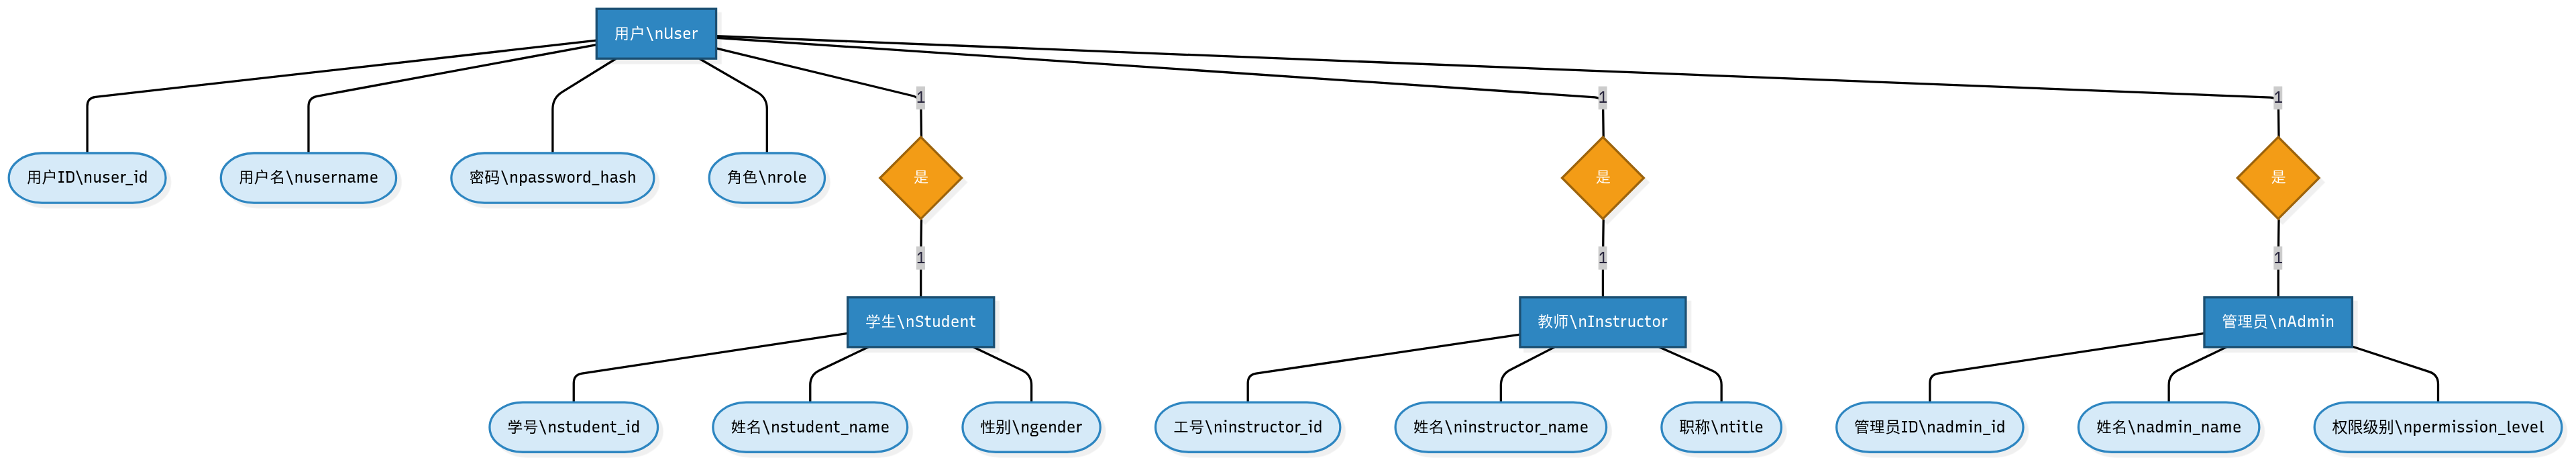 用户\nUser
1
1
1
用户ID\nuser_id
用户名\nusername
密码\npassword_hash
角色\nrole
是
是
是
1
1
1
学生\nStudent
教师\nInstructor
管理员\nAdmin
学号\nstudent_id
姓名\nstudent_name
性别\ngender
工号\ninstructor_id
姓名\ninstructor_name
职称\ntitle
管理员ID\nadmin_id
姓名\nadmin_name
权限级别\npermission_level